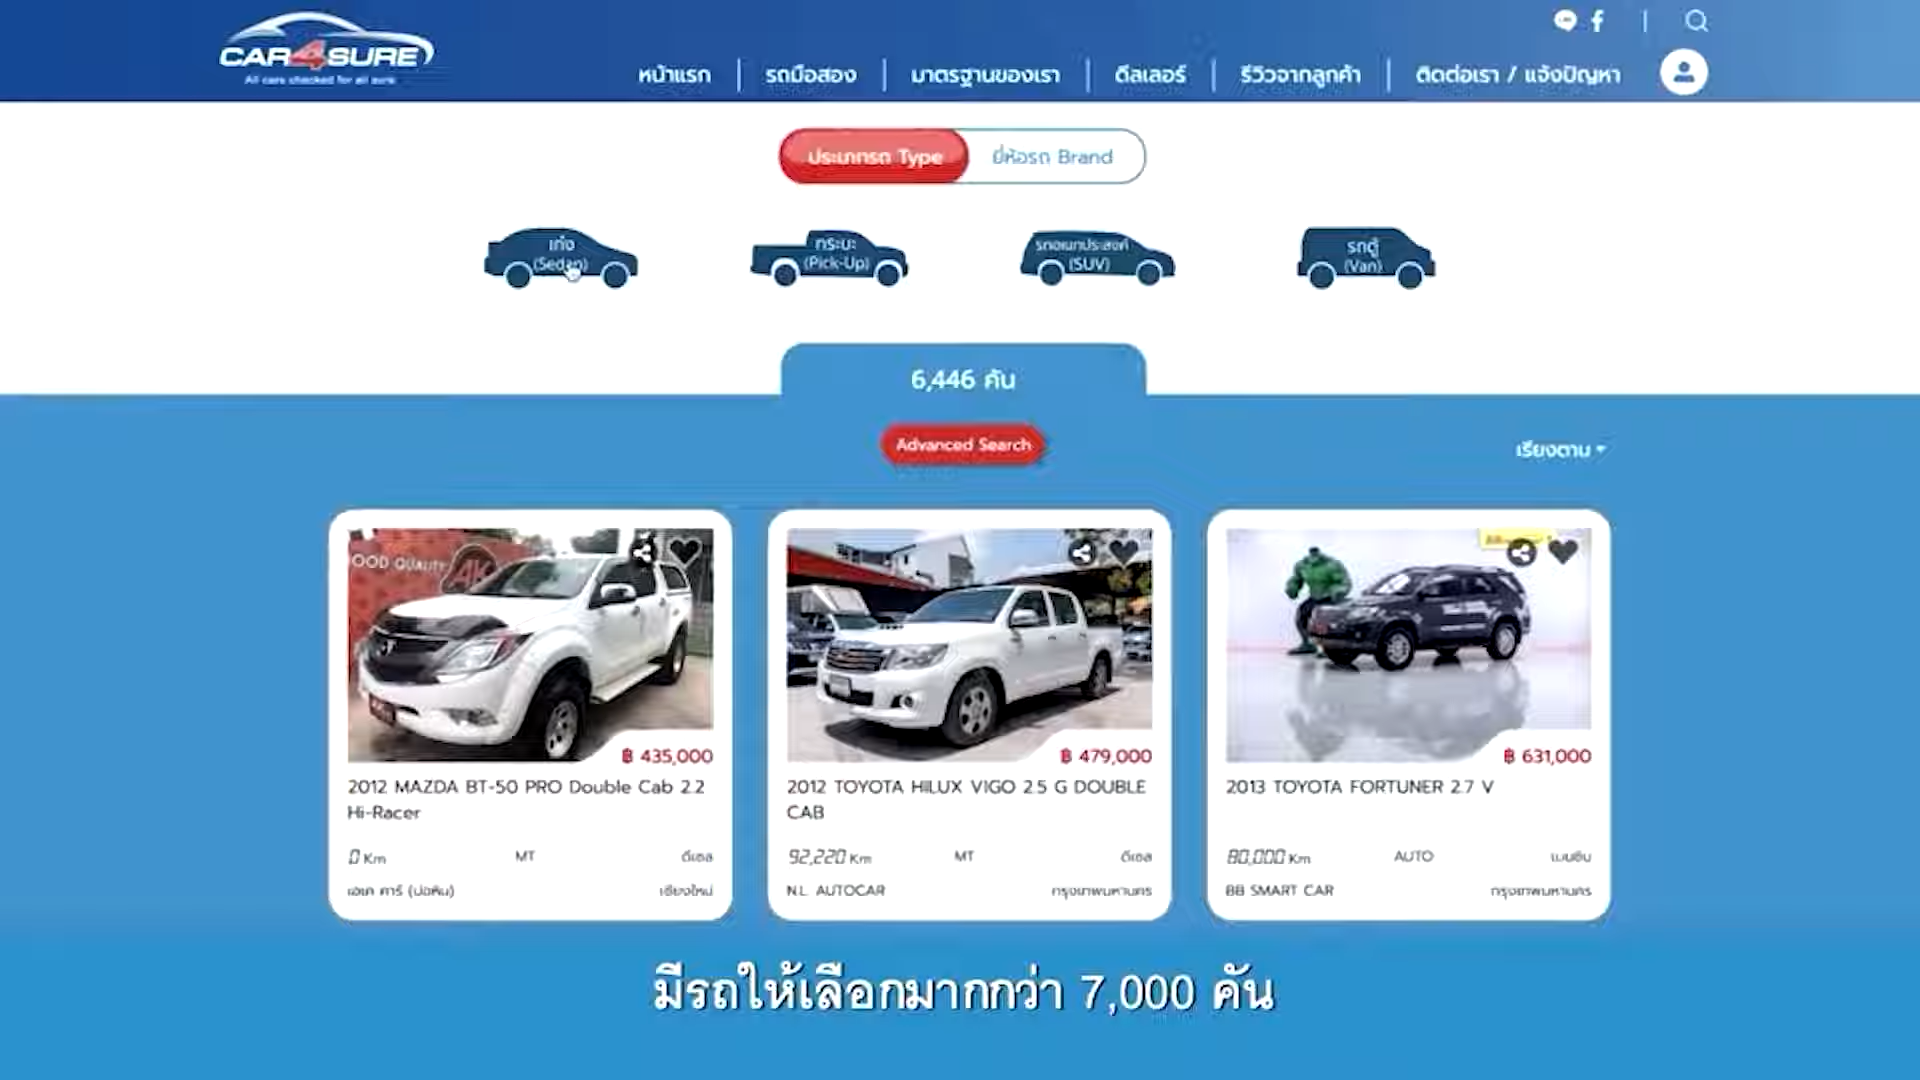 CAR4SURE
All cars checked for all sure
หน้าแรก
รถมือสอง
มาตรฐานของเรา
ดีลเลอร์
รีวิวจากลูกค้า
ติดต่อเรา / แจ้งปัญหา
ประเภทรถ Type
ยี่ห้อรถ Brand
เก๋ง
(Sedan)
กระบะ
(Pick-Up)
รถอเนกประสงค์
(SUV)
รถตู้
(Van)
6,446 คัน
Advanced Search
เรียงตาม
OOD QUALITY
AK
฿ 435,000
2012 MAZDA BT-50 PRO Double Cab 2.2
Hi-Racer
0 Km
MT
ดีเซล
เชียงใหม่
฿ 479,000
2012 TOYOTA HILUX VIGO 2.5 G DOUBLE
CAB
92,220 Km
MT
ดีเซล
N.L. AUTOCAR
กรุงเทพมหานคร
฿ 631,000
2013 TOYOTA FORTUNER 2.7 V
80,000 Km
AUTO
เบนซิน
BB SMART CAR
กรุงเทพมหานคร
มีรถให้เลือกมากกว่า 7,000 คัน